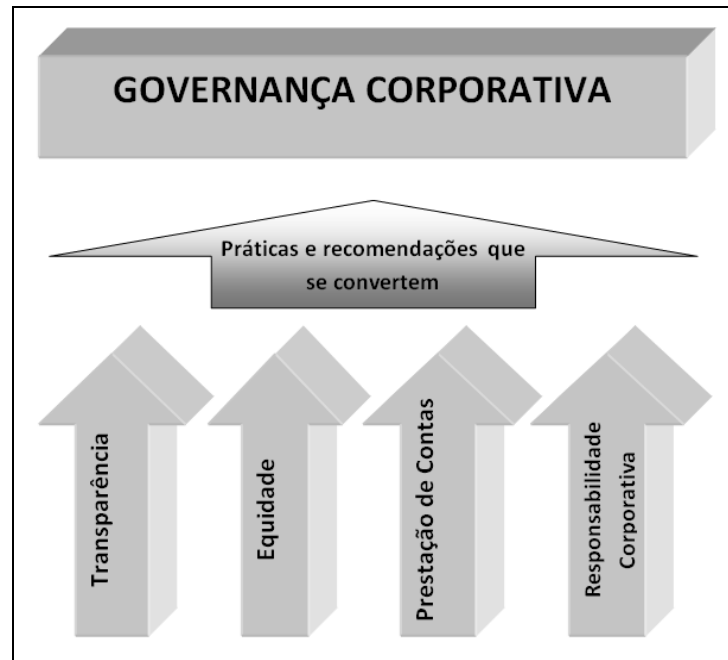 GOVERNANÇA CORPORATIVA
Práticas e recomendações que
se convertem
Transparência
Equidade
Prestação de Contas
Responsabilidade
Corporativa